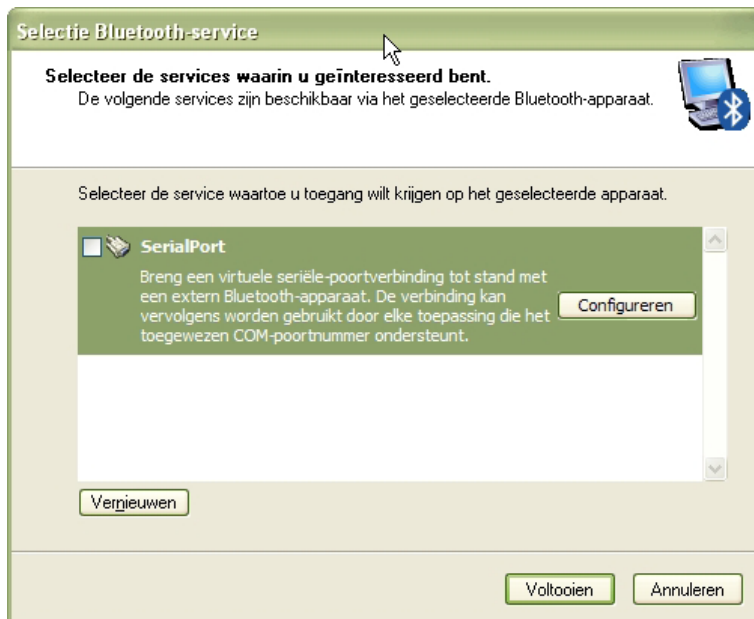 Selectie Bluetooth-service
Selecteer de services waarin u geïnteresseerd bent.
De volgende services zijn beschikbaar via het geselecteerde Bluetooth-apparaat.
Selecteer de service waartoe u toegang wilt krijgen op het geselecteerde apparaat.
SerialPort
Breng een virtuele seriële-poortverbinding tot stand met
een extern Bluetooth-apparaat. De verbinding kan
vervolgens worden gebruikt door elke toepassing die het
toegewezen COM-poortnummer ondersteunt.
Configureren
Vernieuwen
Voltooien
Annuleren